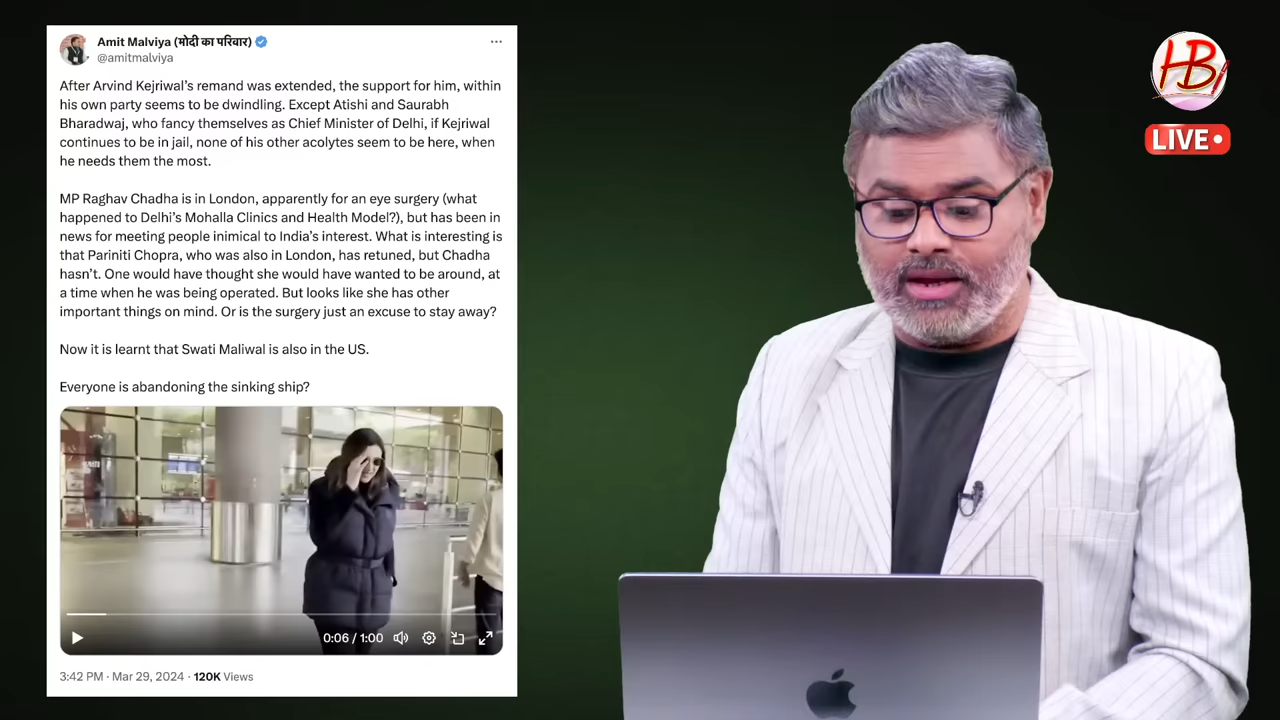 Amit Malviya (मोदी का परिवार)
@amitmalviya
After Arvind Kejriwal’s remand was extended, the support for him, within
his own party seems to be dwindling. Except Atishi and Saurabh
Bharadwaj, who fancy themselves as Chief Minister of Delhi, if Kejriwal
continues to be in jail, none of his other acolytes seem to be here, when
he needs them the most.
MP Raghav Chadha is in London, apparently for an eye surgery (what
happened to Delhi’s Mohalla Clinics and Health Model?), but has been in
news for meeting people inimical to India’s interest. What is interesting is
that Pariniti Chopra, who was also in London, has retuned, but Chadha
hasn’t. One would have thought she would have wanted to be around, at
a time when he was being operated. But looks like she has other
important things on mind. Or is the surgery just an excuse to stay away?
Now it is learnt that Swati Maliwal is also in the US.
Everyone is abandoning the sinking ship?
0:06 / 1:00
3:42 PM · Mar 29, 2024 · 120K Views
HB
LIVE